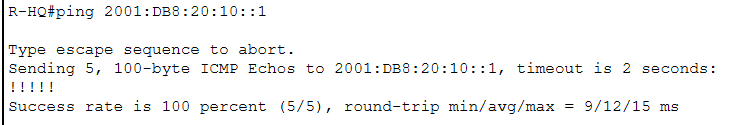 R-HQ#ping 2001:DB8:20:10::1
Type escape sequence to abort.
Sending 5, 100-byte ICMP Echos to 2001:DB8:20:10::1, timeout is 2 seconds:
!!!!!
Success rate is 100 percent (5/5), round-trip min/avg/max = 9/12/15 ms